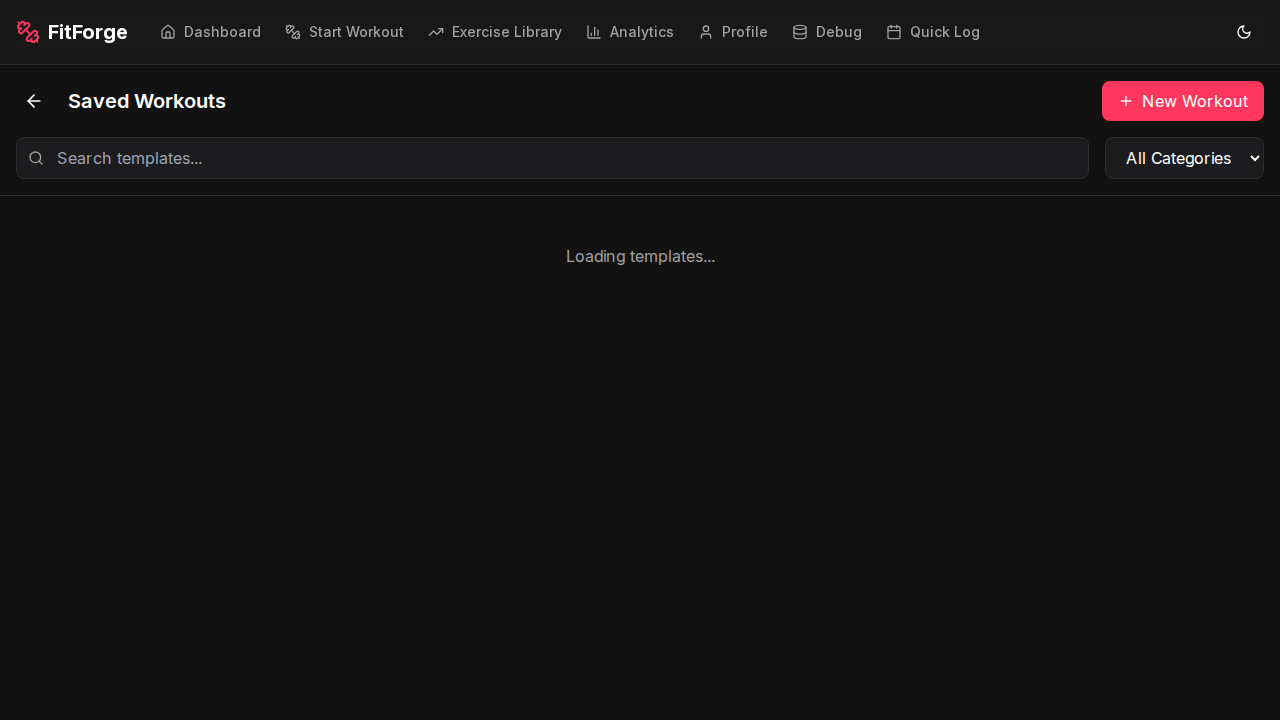 FitForge Dashboard Start Workout Exercise Library Analytics Profile Debug Quick Log
Saved Workouts New Workout
Search templates... All Categories
Loading templates...